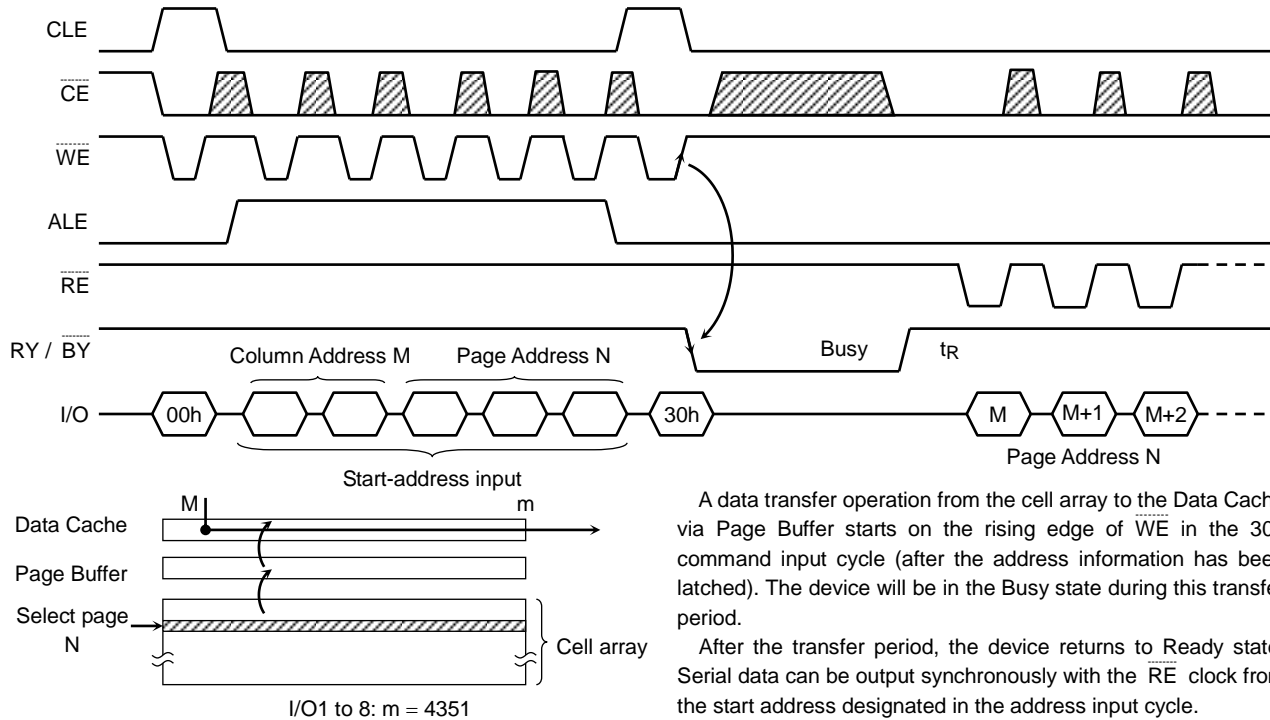 CLE
CE
WE
ALE
RE
RY / BY
Busy
tR
Column Address M
Page Address N
I/O
00h
30h
M
M+1
M+2
Start-address input
Page Address N
M
m
Data Cache
Page Buffer
Select page
N
Cell array
I/O1 to 8: m = 4351
A data transfer operation from the cell array to the Data Cach
via Page Buffer starts on the rising edge of WE in the 30
command input cycle (after the address information has bee
latched). The device will be in the Busy state during this transfe
period.
After the transfer period, the device returns to Ready state
Serial data can be output synchronously with the RE clock from
the start address designated in the address input cycle.